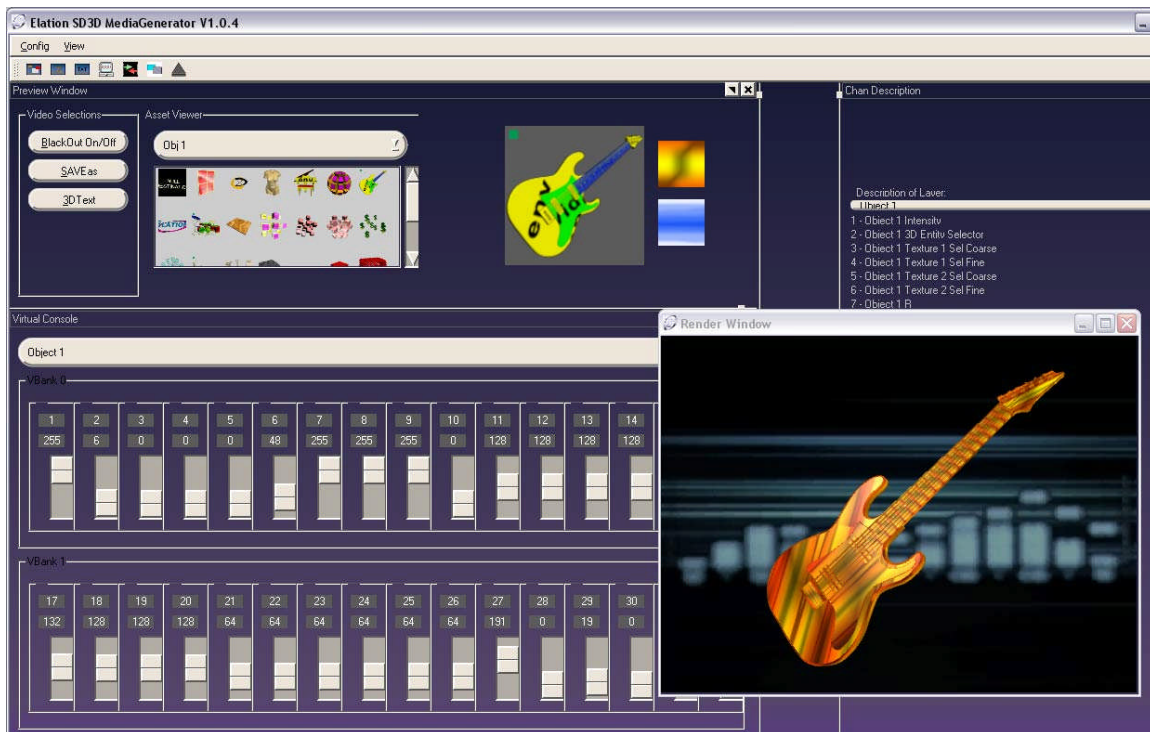 Elation SD3D MediaGenerator V1.0.4
Config View
Preview Window
Video Selections
BlackOut On/Off
SAVE as
3D Text
Asset Viewer
Obj 1
Chan Description
Description of Layer:
Object 1
1 - Object 1 Intensity
2 - Object 1 3D Entity Selector
3 - Object 1 Texture 1 Sel Coarse
4 - Object 1 Texture 1 Sel Fine
5 - Object 1 Texture 2 Sel Coarse
6 - Object 1 Texture 2 Sel Fine
7 - Object 1 R
Virtual Console
Object 1
VBank 0
1 2 3 4 5 6 7 8 9 10 11 12 13 14
255 6 0 0 0 48 255 255 255 0 128 128 128 128
VBank 1
17 18 19 20 21 22 23 24 25 26 27 28 29 30
132 128 128 128 64 64 64 64 64 64 191 0 19 0
Render Window